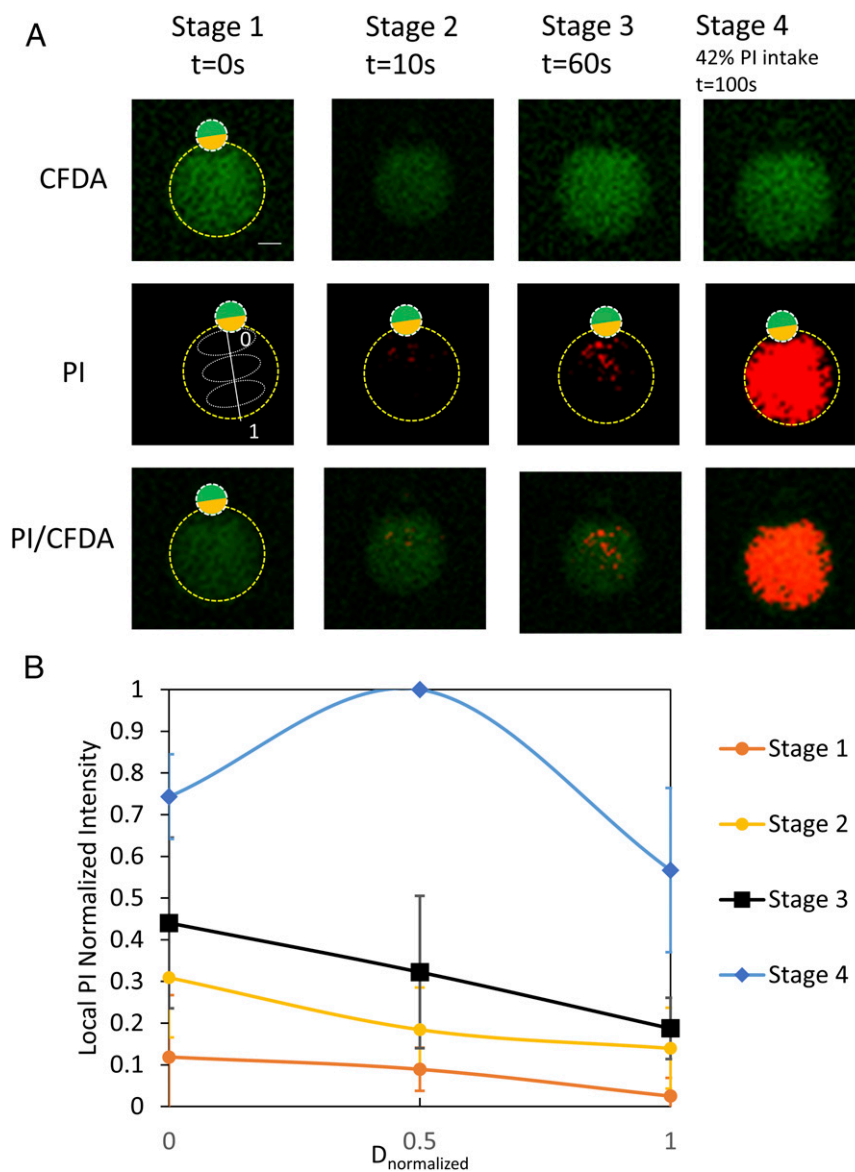 A
Stage 1
t=0s
Stage 2
t=10s
Stage 3
t=60s
Stage 4
42% PI intake
t=100s
CFDA
PI
0
1
PI/CFDA
B
Local PI Normalized Intensity
1
0.9
0.8
0.7
0.6
0.5
0.4
0.3
0.2
0.1
0
0
0.5
1
Dnormalized
Stage 1
Stage 2
Stage 3
Stage 4